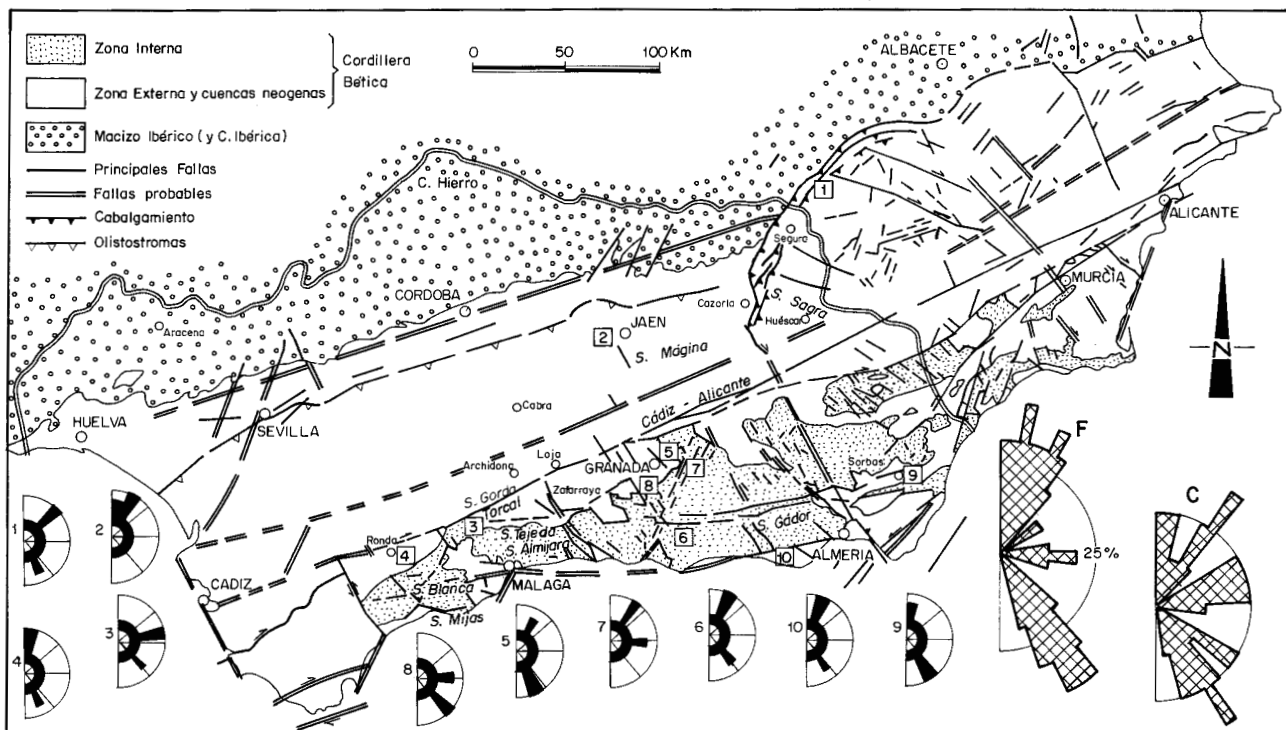 Zona Interna
Zona Externa y cuencas neogenas
Cordillera
Bética
Macizo Ibérico (y C. Ibérica)
Principales Fallas
Fallas probables
Cabalgamiento
Olistostromas
0 50 100 Km
ALBACETE
C. Hierro
1
ALICANTE
Segura
MURCIA
Aracena
CORDOBA
Cazorla
S. Sagra
Huéscar
2
JAEN
S. Mágina
N
HUELVA
SEVILLA
Cabra
Cádiz - Alicante
Archidona
Loja
GRANADA
5
7
8
Sorbas
9
Zafarraya
S. Gorda
Torcal
3
S. Tejeda
S. Almijara
6
S. Gádor
10
ALMERIA
Ronda
4
S. Blanca
MALAGA
S. Mijas
CADIZ
F
25%
C
1
2
3
4
8
5
7
6
10
9